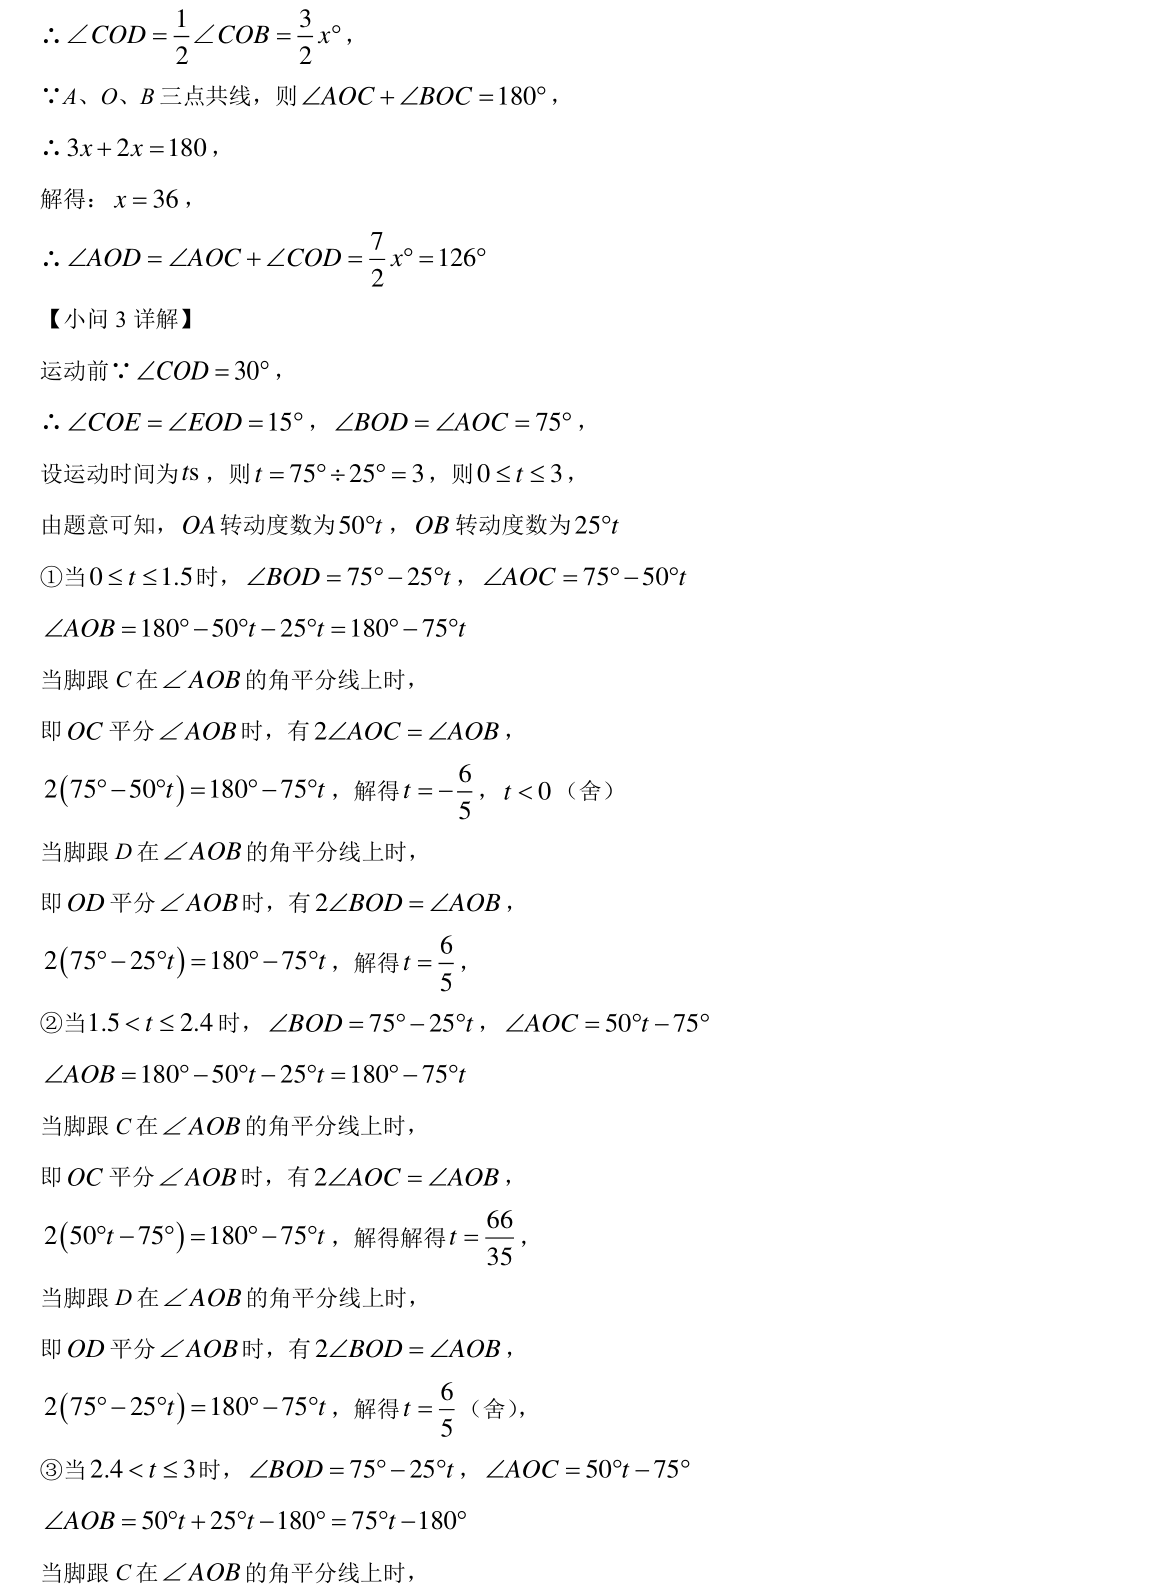 ∴∠COD=1/2∠COB=3/2x°，
∵A、O、B 三点共线，则∠AOC+∠BOC=180°，
∴3x+2x=180，
解得：x=36，
∴∠AOD=∠AOC+∠COD=7/2x°=126°
【小问 3 详解】
运动前∵∠COD=30°，
∴∠COE=∠EOD=15°，∠BOD=∠AOC=75°，
设运动时间为ts，则t=75°÷25°=3，则0≤t≤3，
由题意可知，OA转动度数为50°t，OB转动度数为25°t
①当0≤t≤1.5时，∠BOD=75°−25°t，∠AOC=75°−50°t
∠AOB=180°−50°t−25°t=180°−75°t
当脚跟 C 在∠AOB的角平分线上时，
即OC平分∠AOB时，有2∠AOC=∠AOB，
2(75°−50°t)=180°−75°t，解得t=−6/5，t<0（舍）
当脚跟 D 在∠AOB的角平分线上时，
即OD平分∠AOB时，有2∠BOD=∠AOB，
2(75°−25°t)=180°−75°t，解得t=6/5，
②当1.5<t≤2.4时，∠BOD=75°−25°t，∠AOC=50°t−75°
∠AOB=180°−50°t−25°t=180°−75°t
当脚跟 C 在∠AOB的角平分线上时，
即OC平分∠AOB时，有2∠AOC=∠AOB，
2(50°t−75°)=180°−75°t，解得解得t=66/35，
当脚跟 D 在∠AOB的角平分线上时，
即OD平分∠AOB时，有2∠BOD=∠AOB，
2(75°−25°t)=180°−75°t，解得t=6/5（舍），
③当2.4<t≤3时，∠BOD=75°−25°t，∠AOC=50°t−75°
∠AOB=50°t+25°t−180°=75°t−180°
当脚跟 C 在∠AOB的角平分线上时，